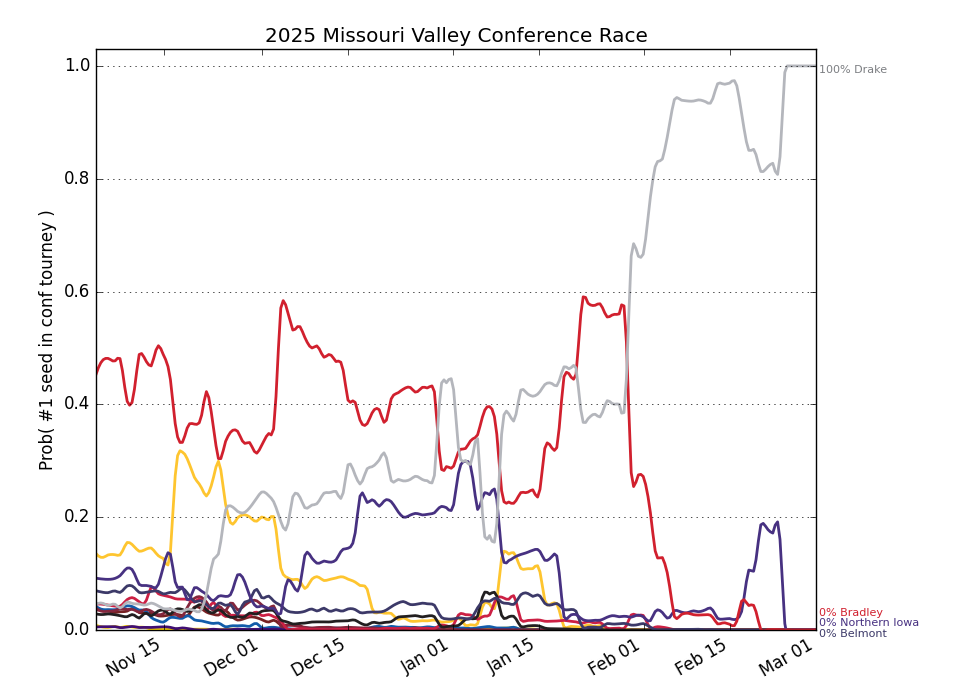 2025 Missouri Valley Conference Race
Prob( #1 seed in conf tourney )
1.0
0.8
0.6
0.4
0.2
0.0
Nov 15
Dec 01
Dec 15
Jan 01
Jan 15
Feb 01
Feb 15
Mar 01
100% Drake
0% Bradley
0% Northern Iowa
0% Belmont